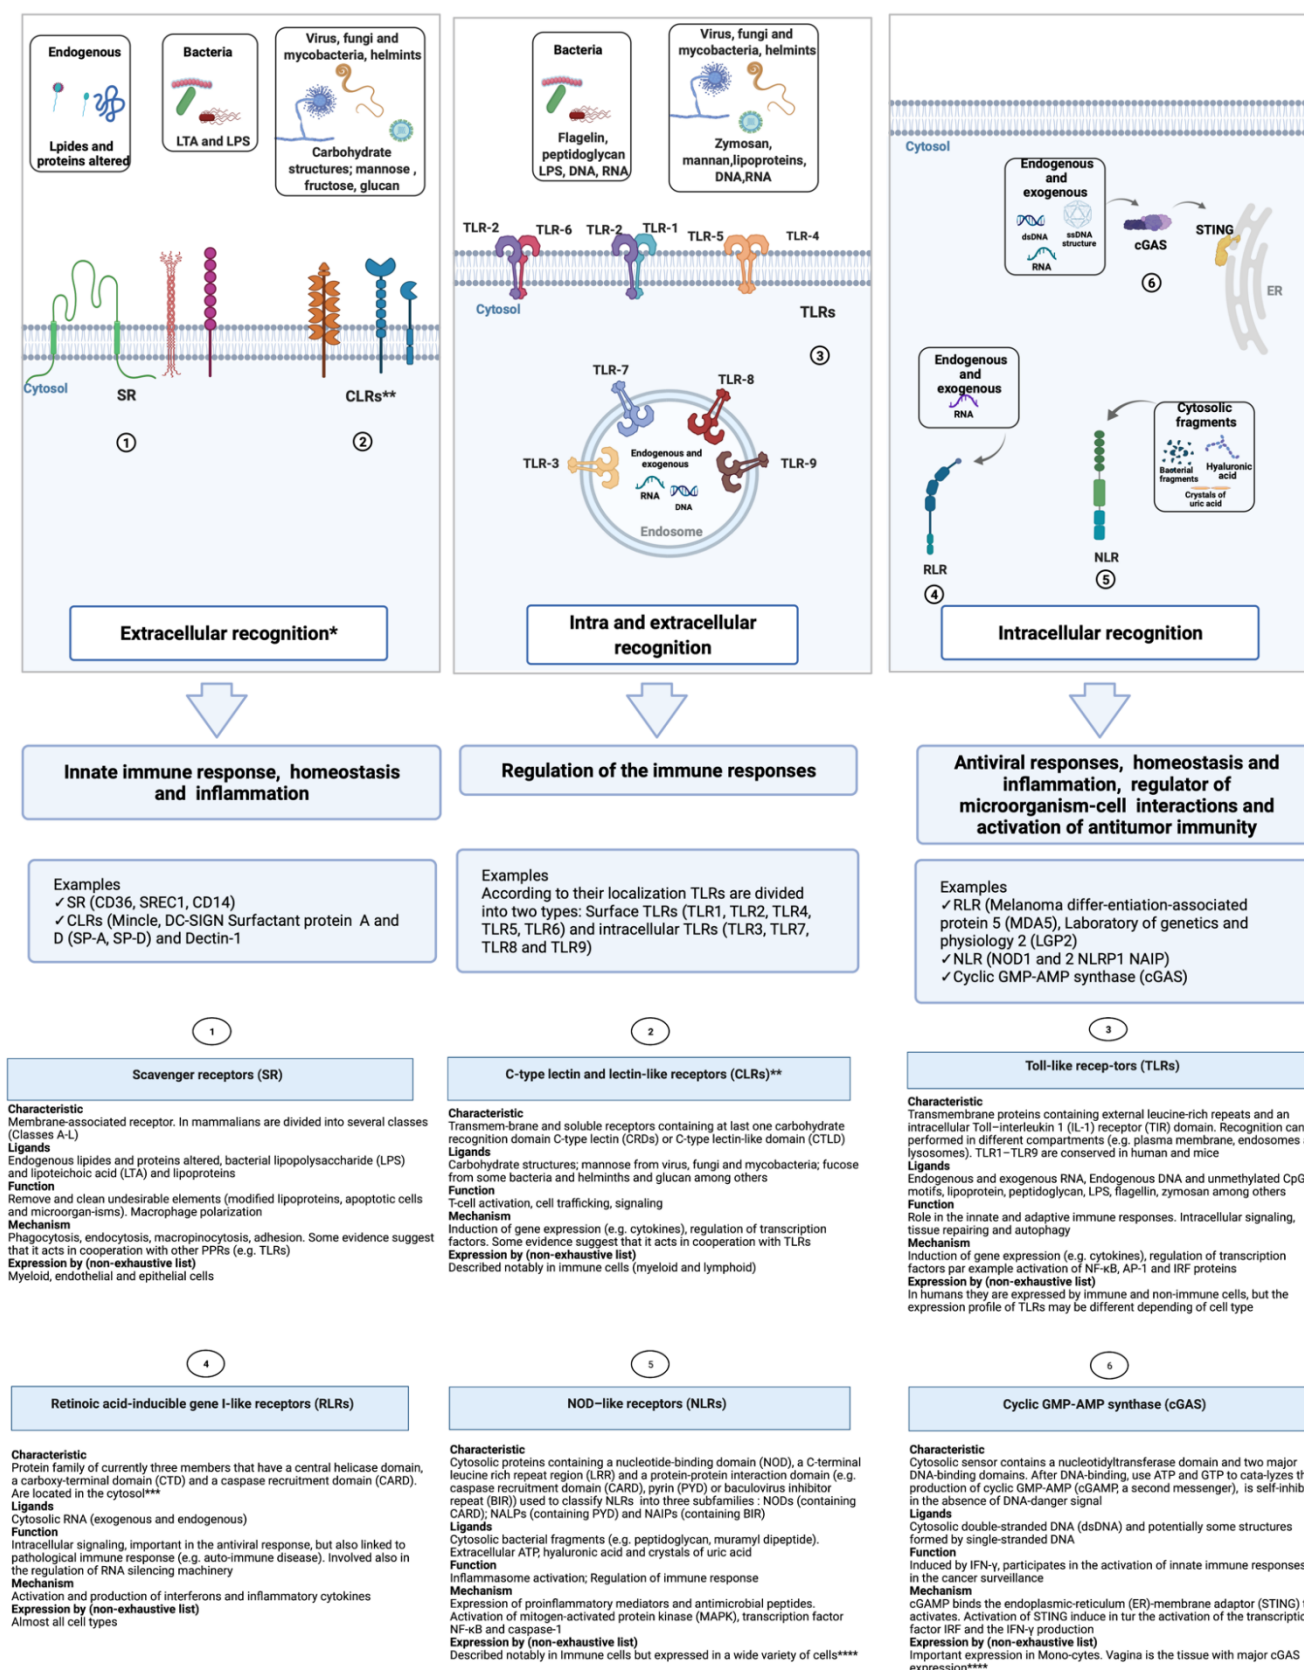 Endogenous
Lpides and
proteins altered
Bacteria
LTA and LPS
Virus, fungi and
mycobacteria, helmints
Carbohydrate
structures; mannose ,
fructose, glucan
Cytosol
SR
1
CLRs**
2
Extracellular recognition*
Bacteria
Flagelin,
peptidoglycan
LPS, DNA, RNA
Virus, fungi and
mycobacteria, helmints
Zymosan,
mannan,lipoproteins,
DNA,RNA
TLR-2
TLR-6
TLR-2
TLR-1
TLR-5
TLR-4
Cytosol
TLRs
3
TLR-7
TLR-8
TLR-3
TLR-9
Endogenous and
exogenous
RNA
DNA
Endosome
Intra and extracellular
recognition
Cytosol
Endogenous
and
exogenous
dsDNA
ssDNA
structure
RNA
cGAS
6
STING
ER
Endogenous
and
exogenous
RNA
RLR
4
Cytosolic
fragments
Bacterial
fragments
Hyaluronic
acid
Crystals of
uric acid
NLR
5
Intracellular recognition
Innate immune response, homeostasis
and inflammation
Regulation of the immune responses
Antiviral responses, homeostasis and
inflammation, regulator of
microorganism-cell interactions and
activation of antitumor immunity
Examples
✓SR (CD36, SREC1, CD14)
✓CLRs (Mincle, DC-SIGN Surfactant protein A and
D (SP-A, SP-D) and Dectin-1
Examples
According to their localization TLRs are divided
into two types: Surface TLRs (TLR1, TLR2, TLR4,
TLR5, TLR6) and intracellular TLRs (TLR3, TLR7,
TLR8 and TLR9)
Examples
✓RLR (Melanoma differ-entiation-associated
protein 5 (MDA5), Laboratory of genetics and
physiology 2 (LGP2)
✓NLR (NOD1 and 2 NLRP1 NAIP)
✓Cyclic GMP-AMP synthase (cGAS)
1
Scavenger receptors (SR)
Characteristic
Membrane-associated receptor. In mammalians are divided into several classes
(Classes A-L)
Ligands
Endogenous lipids and proteins altered, bacterial lipopolysaccharide (LPS)
and lipoteichoic acid (LTA) and lipoproteins
Function
Remove and clean undesirable elements (modified lipoproteins, apoptotic cells
and microorgan-isms). Macrophage polarization
Mechanism
Phagocytosis, endocytosis, macropinocytosis, adhesion. Some evidence suggest
that it acts in cooperation with other PPRs (e.g. TLRs)
Expression by (non-exhaustive list)
Myeloid, endothelial and epithelial cells
2
C-type lectin and lectin-like receptors (CLRs)**
Characteristic
Transmem-brane and soluble receptors containing at last one carbohydrate
recognition domain C-type lectin (CRDs) or C-type lectin-like domain (CTLD)
Ligands
Carbohydrate structures; mannose from virus, fungi and mycobacteria; fucose
from some bacteria and helminths and glucan among others
Function
T-cell activation, cell trafficking, signaling
Mechanism
Induction of gene expression (e.g. cytokines), regulation of transcription
factors. Some evidence suggest that it acts in cooperation with TLRs
Expression by (non-exhaustive list)
Described notably in immune cells (myeloid and lymphoid)
3
Toll-like recep-tors (TLRs)
Characteristic
Transmembrane proteins containing external leucine-rich repeats and an
intracellular Toll–interleukin 1 (IL-1) receptor (TIR) domain. Recognition can
performed in different compartments (e.g. plasma membrane, endosomes
lysosomes). TLR1–TLR9 are conserved in human and mice
Ligands
Endogenous and exogenous RNA, Endogenous DNA and unmethylated CpG
motifs, lipoprotein, peptidoglycan, LPS, flagellin, zymosan among others
Function
Role in the innate and adaptive immune responses. Intracellular signaling,
tissue repairing and autophagy
Mechanism
Induction of gene expression (e.g. cytokines), regulation of transcription
factors par example activation of NF-κB, AP-1 and IRF proteins
Expression by (non-exhaustive list)
In humans they are expressed by immune and non-immune cells, but the
expression profile of TLRs may be different depending of cell type
4
Retinoic acid-inducible gene I-like receptors (RLRs)
Characteristic
Protein family of currently three members that have a central helicase domain,
a carboxy-terminal domain (CTD) and a caspase recruitment domain (CARD).
Are located in the cytosol***
Ligands
Cytosolic RNA (exogenous and endogenous)
Function
Intracellular signaling, important in the antiviral response, but also linked to
pathological immune response (e.g. auto-immune disease). Involved also in
the regulation of RNA silencing machinery
Mechanism
Activation and production of interferons and inflammatory cytokines
Expression by (non-exhaustive list)
Almost all cell types
5
NOD–like receptors (NLRs)
Characteristic
Cytosolic proteins containing a nucleotide-binding domain (NOD), a C-terminal
leucine rich repeat region (LRR) and a protein-protein interaction domain (e.g.
caspase recruitment domain (CARD), pyrin (PYD) or baculovirus inhibitor
repeat (BIR)) used to classify NLRs into three subfamilies : NODs (containing
CARD); NALPs (containing PYD) and NAIPs (containing BIR)
Ligands
Cytosolic bacterial fragments (e.g. peptidoglycan, muramyl dipeptide).
Extracellular ATP, hyaluronic acid and crystals of uric acid
Function
Inflammasome activation; Regulation of immune response
Mechanism
Expression of proinflammatory mediators and antimicrobial peptides.
Activation of mitogen-activated protein kinase (MAPK), transcription factor
NF-κB and caspase-1
Expression by (non-exhaustive list)
Described notably in Immune cells but expressed in a wide variety of cells****
6
Cyclic GMP-AMP synthase (cGAS)
Characteristic
Cytosolic sensor contains a nucleotidyltransferase domain and two major
DNA-binding domains. After DNA-binding, use ATP and GTP to cata-lyzes
production of cyclic GMP-AMP (cGAMP, a second messenger), is
in the absence of DNA-danger signal
Ligands
Cytosolic double-stranded DNA (dsDNA) and potentially some structures
formed by single-stranded DNA
Function
Induced by IFN-γ, participates in the activation of innate immune responses
in the cancer surveillance
Mechanism
cGAMP binds the endoplasmic-reticulum (ER)-membrane adaptor (STING)
activates. Activation of STING induce in tur the activation of the
factor IRF and the IFN-γ production
Expression by (non-exhaustive list)
Important expression in Mono-cytes. Vagina is the tissue with major cGAS
expression****